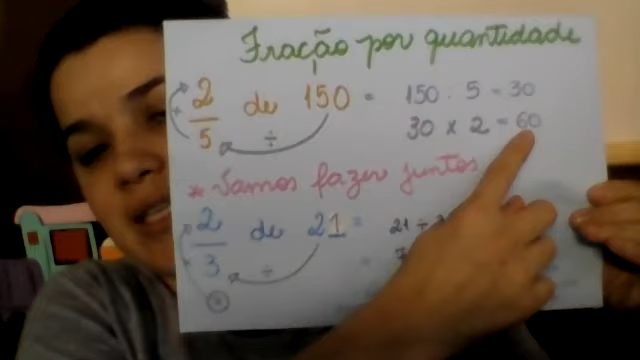 Fração por quantidade
2/5 de 150 = 150 : 5 = 30
÷ 30 x 2 = 60
* Vamos fazer juntos
2/3 de 21 = 21 ÷
÷ = 7